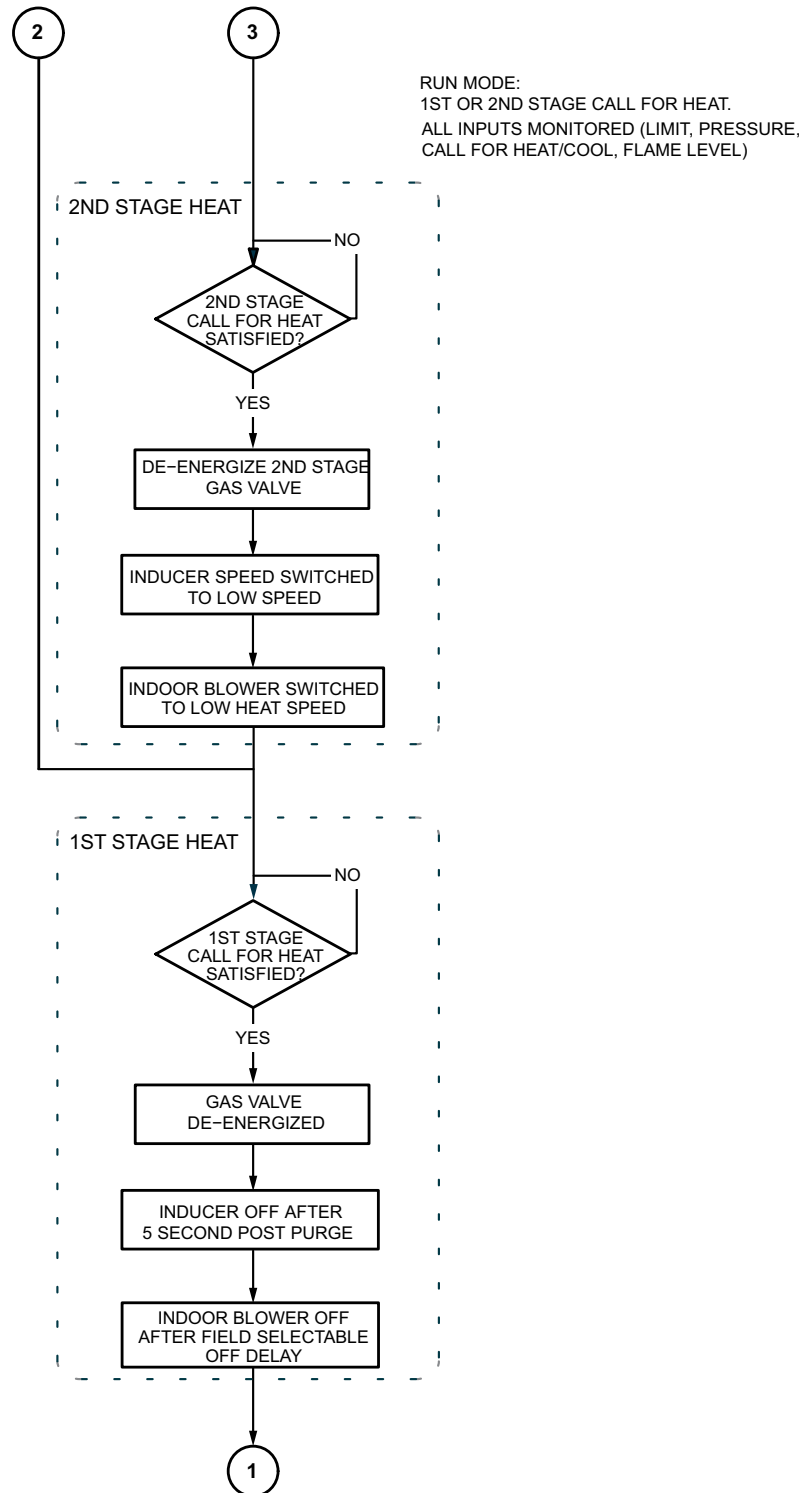 2
3
RUN MODE:
1ST OR 2ND STAGE CALL FOR HEAT.
ALL INPUTS MONITORED (LIMIT, PRESSURE,
CALL FOR HEAT/COOL, FLAME LEVEL)
2ND STAGE HEAT
NO
2ND STAGE
CALL FOR HEAT
SATISFIED?
YES
DE−ENERGIZE 2ND STAGE
GAS VALVE
INDUCER SPEED SWITCHED
TO LOW SPEED
INDOOR BLOWER SWITCHED
TO LOW HEAT SPEED
1ST STAGE HEAT
NO
1ST STAGE
CALL FOR HEAT
SATISFIED?
YES
GAS VALVE
DE−ENERGIZED
INDUCER OFF AFTER
5 SECOND POST PURGE
INDOOR BLOWER OFF
AFTER FIELD SELECTABLE
OFF DELAY
1